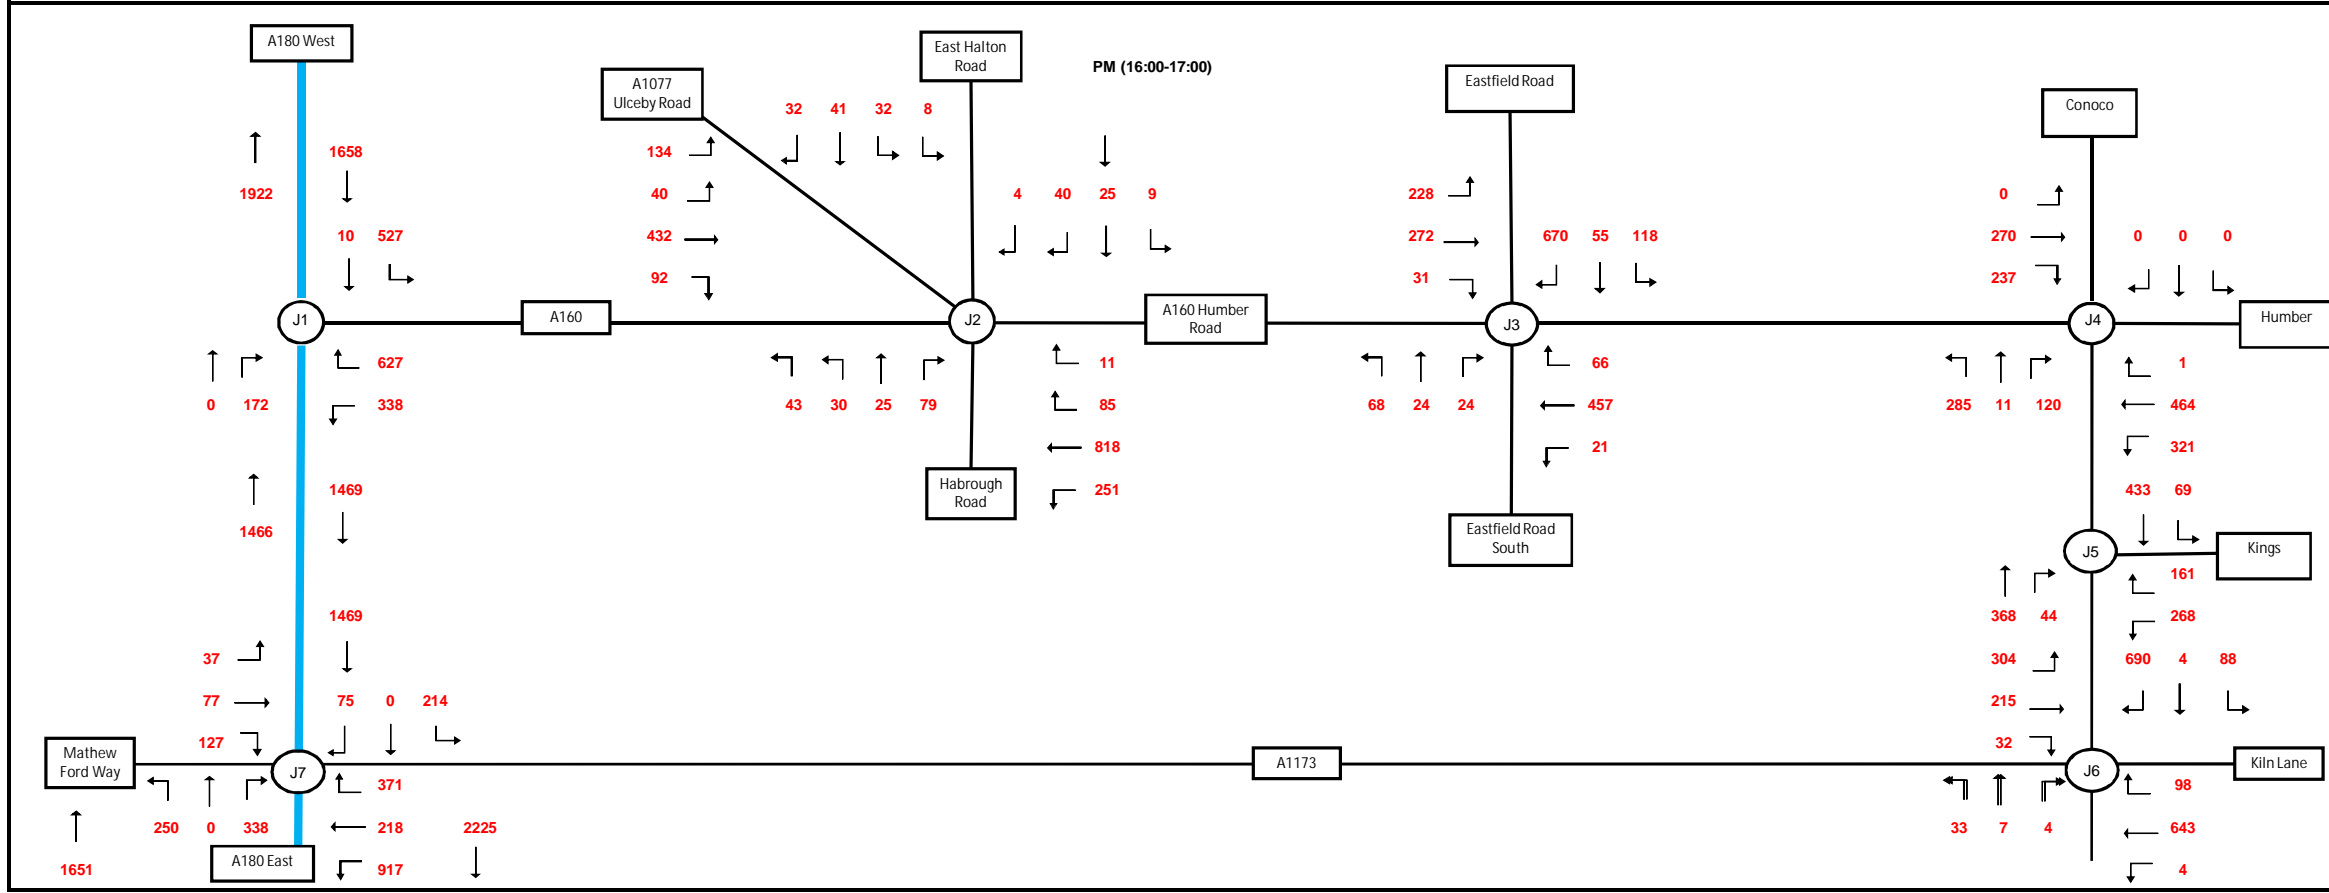 A180 West
East Halton
Road
PM (16:00-17:00)
A1077
Ulceby Road
Eastfield Road
Conoco
32 41 32 8
134
1658
1922
40
4 40 25 9
228
0
10 527
432
272
670 55 118
270
0 0 0
92
31
237
J1
A160
J2
A160 Humber
Road
J3
J4
Humber
627
11
66
1
0 172
338
43 30 25 79
85
68 24 24
457
285 11 120
464
818
21
321
1469
Habrough
Road
251
433 69
1466
Eastfield Road
South
J5
Kings
161
1469
368 44
268
37
304
690 4 88
77
75 0 214
215
127
32
Mathew
Ford Way
J7
A1173
J6
Kiln Lane
371
98
250 0 338
218
2225
33 7 4
643
A180 East
1651
917
4